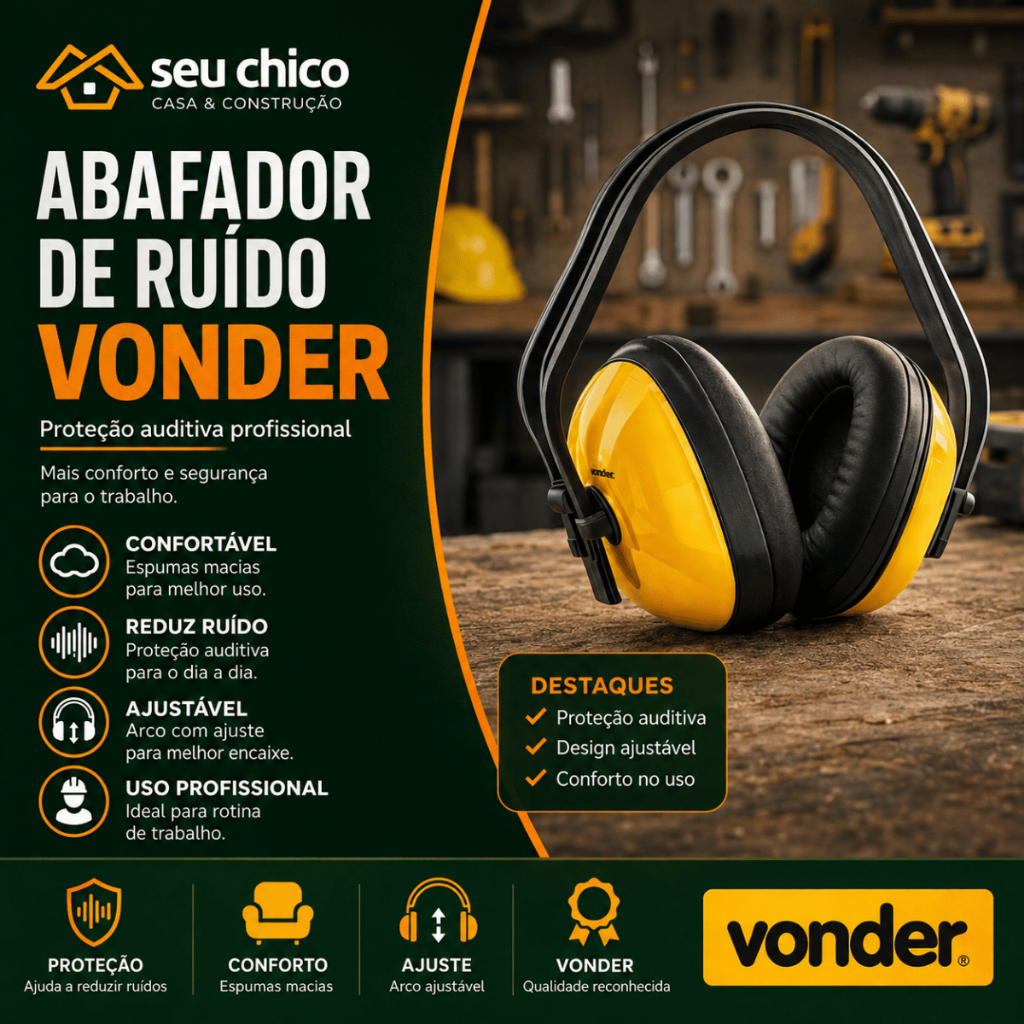 seu chico
CASA & CONSTRUÇÃO
ABAFADOR
DE RUÍDO
VONDER
Proteção auditiva profissional
Mais conforto e segurança
para o trabalho.
CONFORTÁVEL
Espumas macias
para melhor uso.
REDUZ RUÍDO
Proteção auditiva
para o dia a dia.
AJUSTÁVEL
Arco com ajuste
para melhor encaixe.
USO PROFISSIONAL
Ideal para rotina
de trabalho.
vonder
DESTAQUES
Proteção auditiva
Design ajustável
Conforto no uso
PROTEÇÃO
Ajuda a reduzir ruídos
CONFORTO
Espumas macias
AJUSTE
Arco ajustável
VONDER
Qualidade reconhecida
vonder®